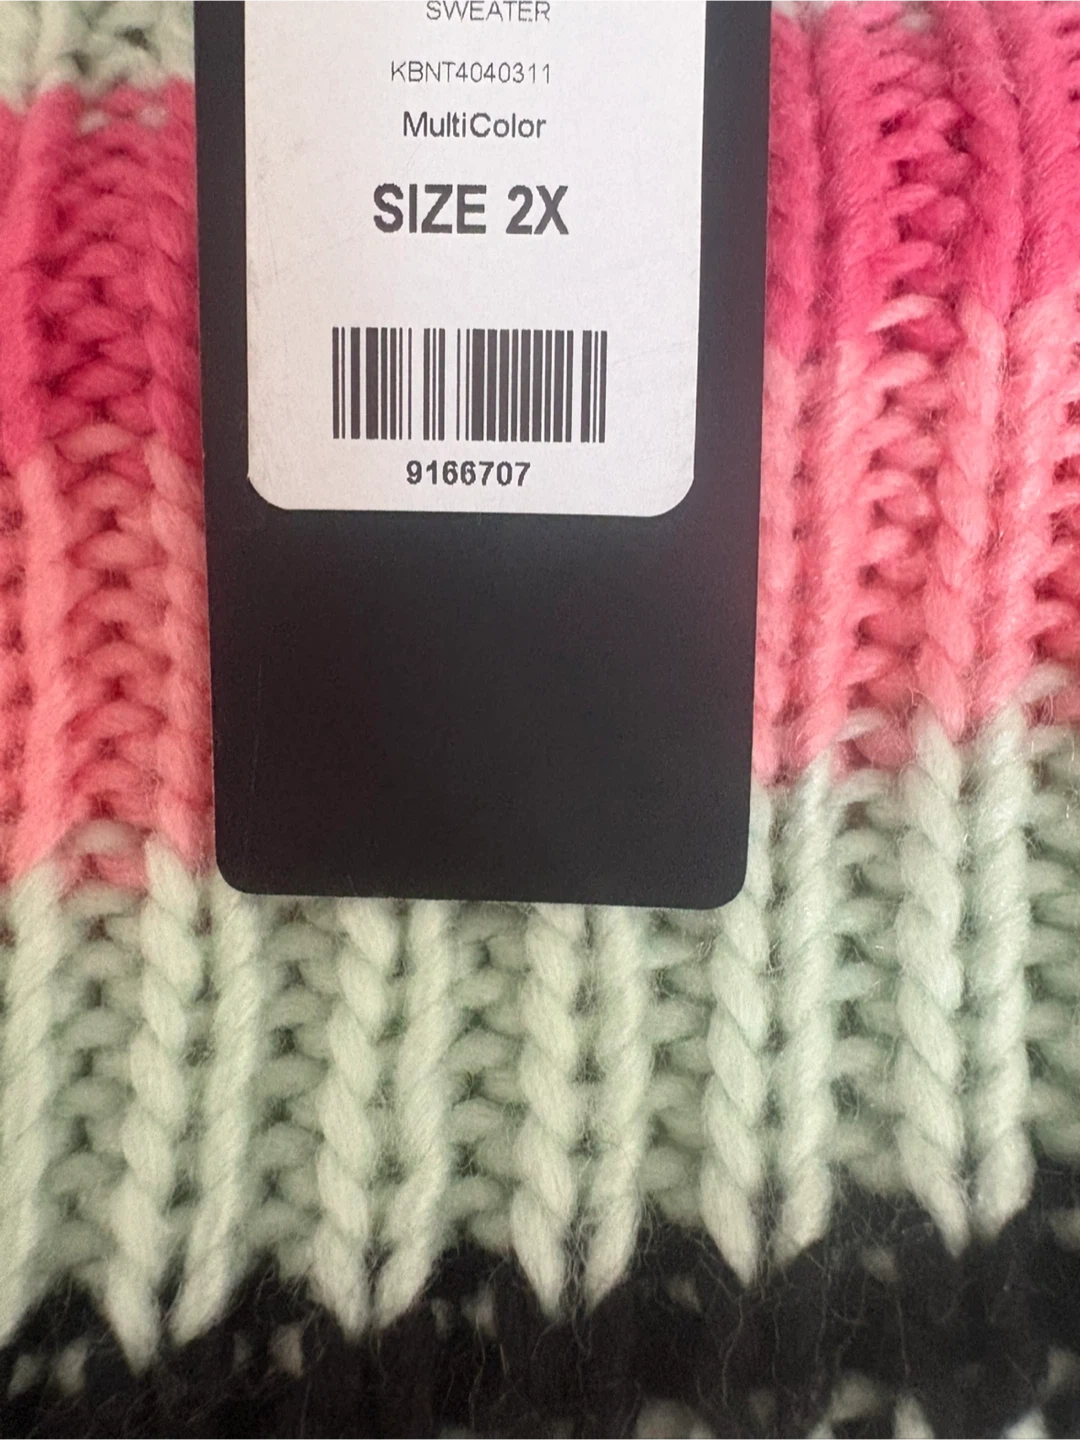 SWEATER
KBNT4040311
MultiColor
SIZE 2X
9166707